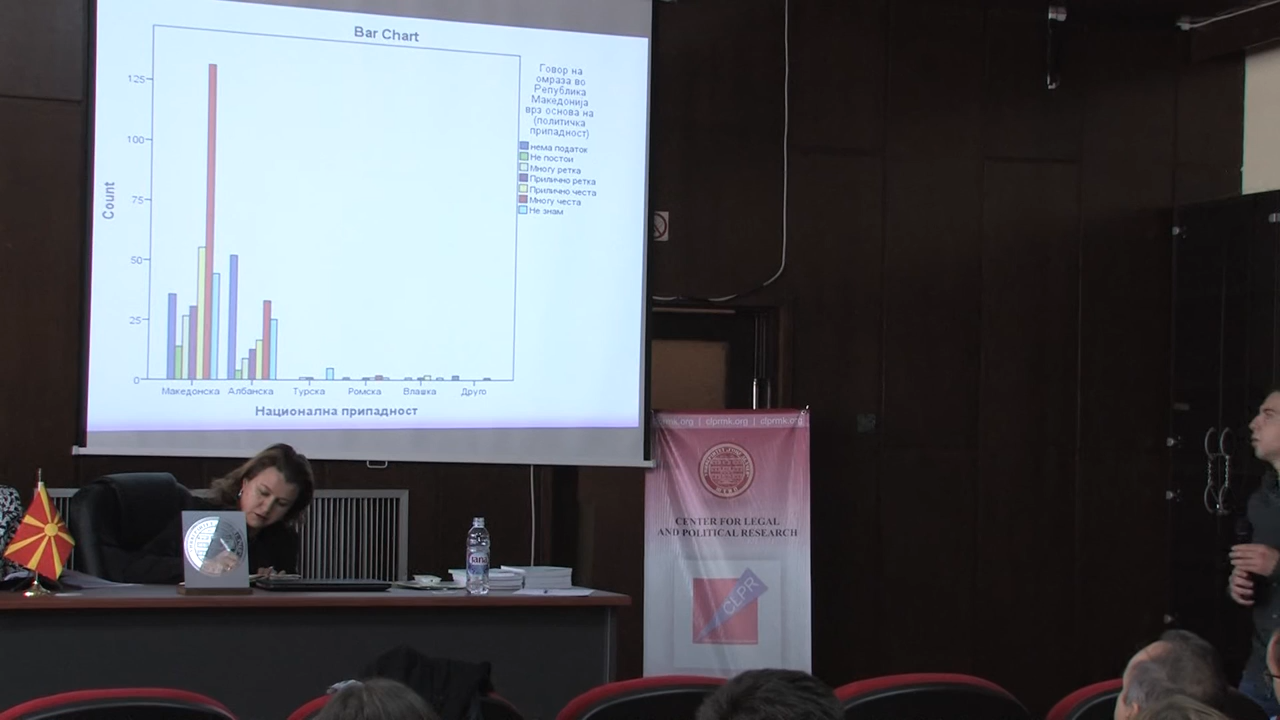 Bar Chart
125
100
75
50
25
0
Count
Македонска
Албанска
Турска
Ромска
Влашка
Друго
Национална припадност
Говор на
омраза во
Република
Македонија
врз основа на
(политичка
припадност)
нема податок
Не постои
Многу ретка
Прилично ретка
Прилично честа
Многу честа
Не знам
clprmk.org | clprmk.org
CENTER FOR LEGAL
AND POLITICAL RESEARCH
CLPR